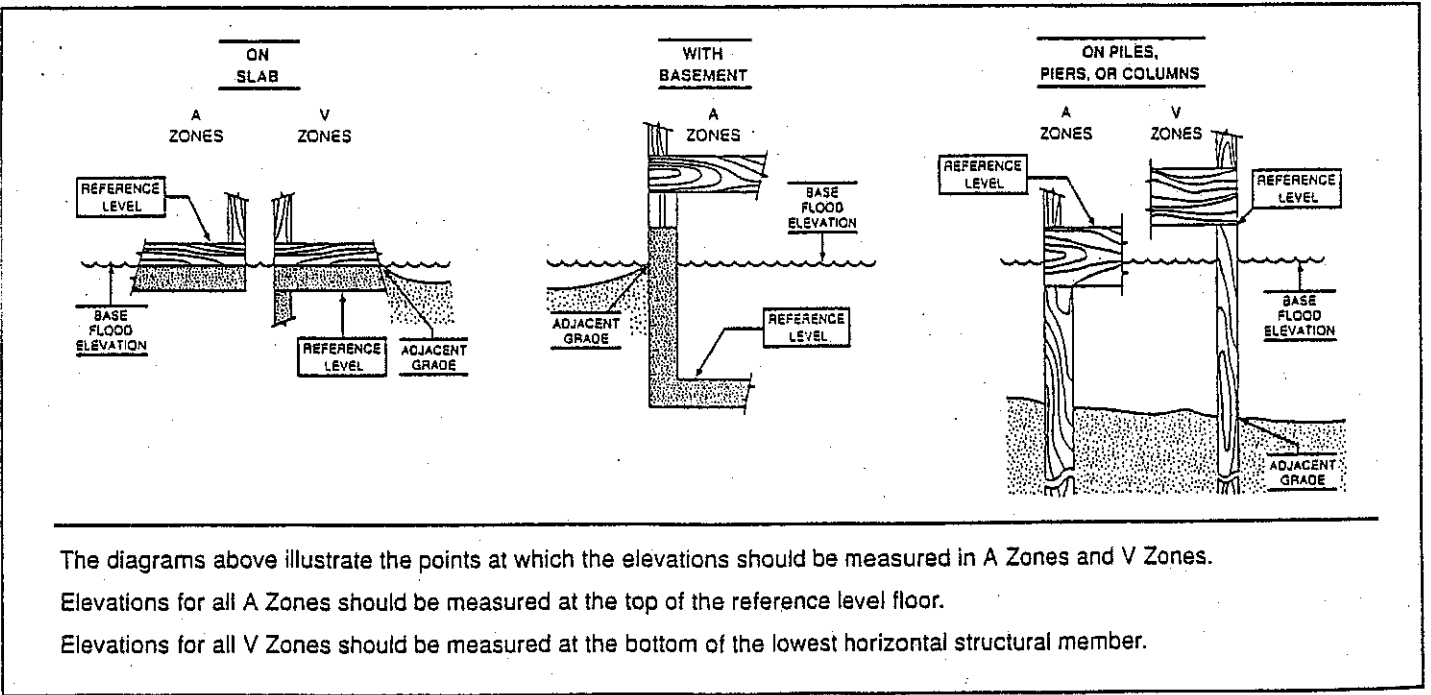 ON
SLAB
A
ZONES
V
ZONES
REFERENCE
LEVEL
BASE
FLOOD
ELEVATION
REFERENCE
LEVEL
ADJACENT
GRADE
WITH
BASEMENT
A
ZONES
BASE
FLOOD
ELEVATION
ADJACENT
GRADE
REFERENCE
LEVEL
ON PILES,
PIERS, OR COLUMNS
A
ZONES
V
ZONES
REFERENCE
LEVEL
REFERENCE
LEVEL
BASE
FLOOD
ELEVATION
ADJACENT
GRADE
The diagrams above illustrate the points at which the elevations should be measured in A Zones and V Zones.
Elevations for all A Zones should be measured at the top of the reference level floor.
Elevations for all V Zones should be measured at the bottom of the lowest horizontal structural member.